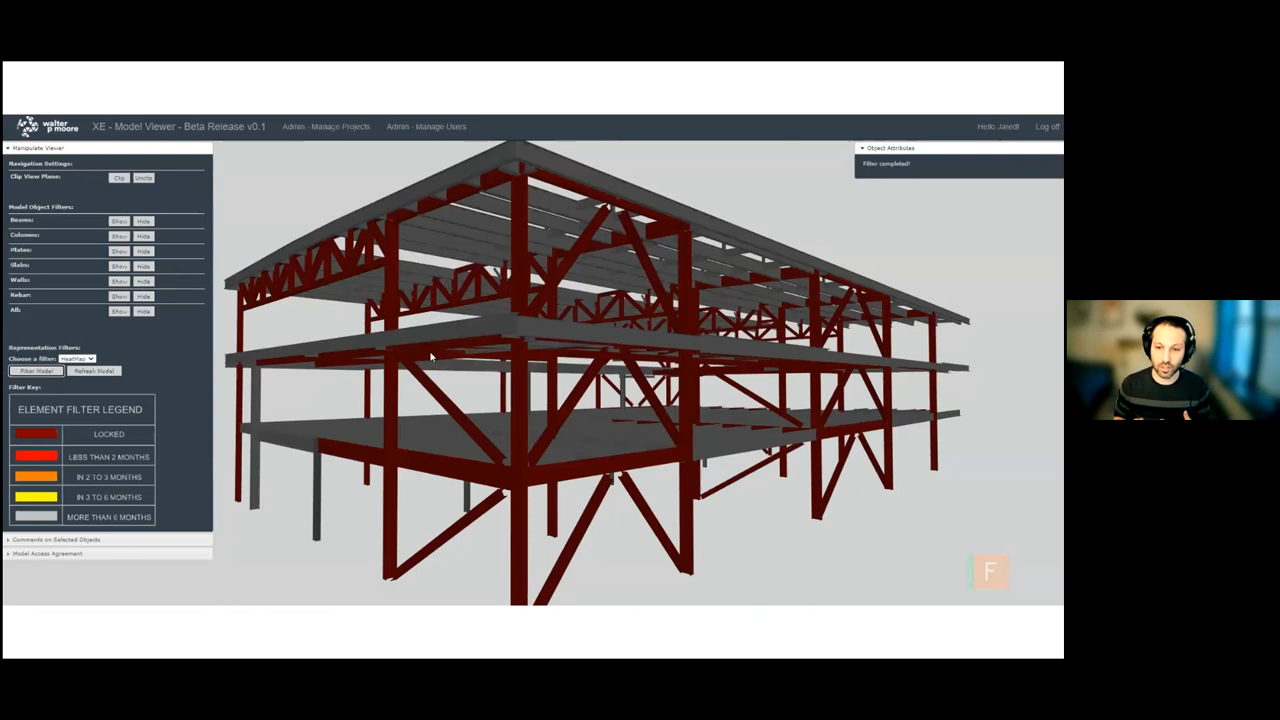 walter p moore
XE - Model Viewer - Beta Release v0.1
Admin - Manage Projects
Admin - Manage Users
Hello Jared!
Log off
Manipulate Viewer
Navigation Settings:
Clip View Plane:
Clip
Unclip
Model Object Filters:
Beams:
Show
Hide
Columns:
Show
Hide
Plates:
Show
Hide
Slabs:
Show
Hide
Walls:
Show
Hide
Rebar:
Show
Hide
All:
Show
Hide
Representation Filters:
Choose a filter:
HeatMap
Filter Model
Refresh Model
Filter Key:
ELEMENT FILTER LEGEND
LOCKED
LESS THAN 2 MONTHS
IN 2 TO 3 MONTHS
IN 3 TO 6 MONTHS
MORE THAN 6 MONTHS
Comments on Selected Objects
Model Access Agreement
Object Attributes
Filter completed!
F